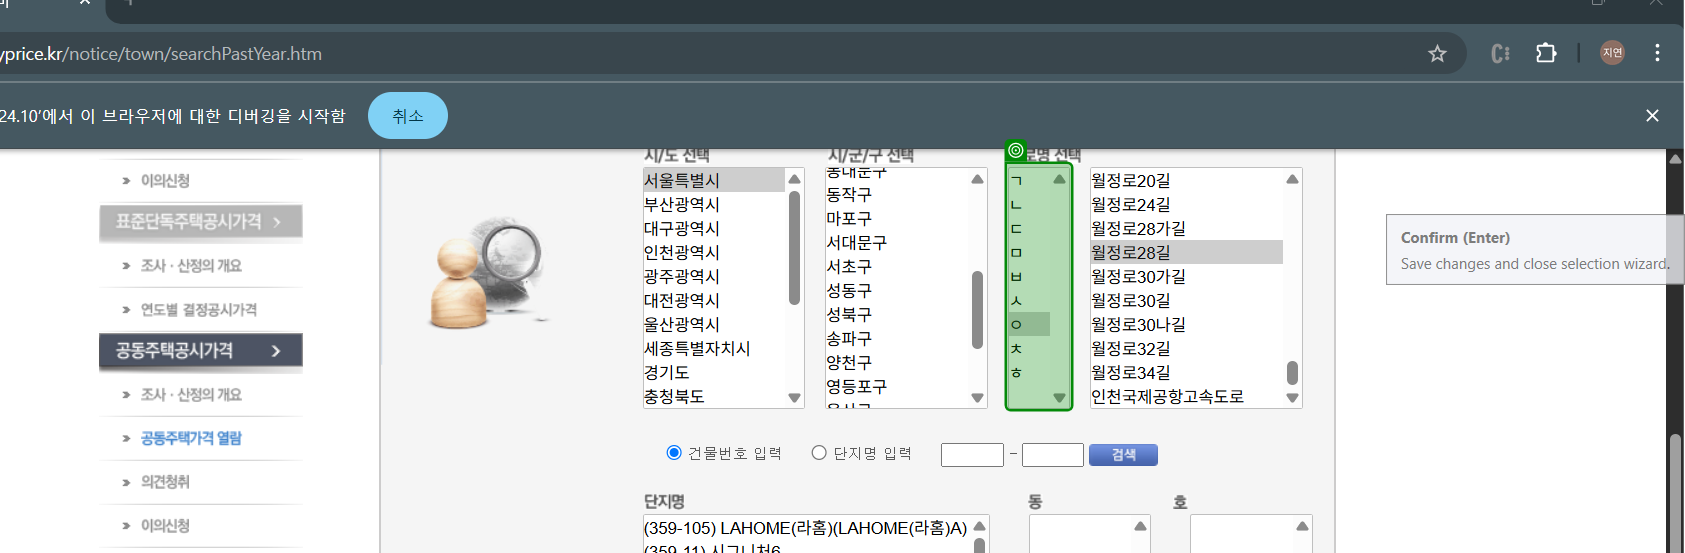 yprice.kr/notice/town/searchPastYear.htm
지연
24.10'에서 이 브라우저에 대한 디버깅을 시작함
취소
이의신청
표준단독주택공시가격
조사 · 산정의 개요
연도별 결정공시가격
공동주택공시가격
조사 · 산정의 개요
공동주택가격 열람
의견청취
이의신청
시/도 선택
서울특별시
부산광역시
대구광역시
인천광역시
광주광역시
대전광역시
울산광역시
세종특별자치시
경기도
충청북도
시/군/구 선택
동대문구
동작구
마포구
서대문구
서초구
성동구
성북구
송파구
양천구
영등포구
로명 선택
ㄱ
ㄴ
ㄷ
ㅁ
ㅂ
ㅅ
ㅇ
ㅊ
ㅎ
월정로20길
월정로24길
월정로28가길
월정로28길
월정로30가길
월정로30길
월정로30나길
월정로32길
월정로34길
인천국제공항고속도로
Confirm (Enter)
Save changes and close selection wizard.
건물번호 입력 단지명 입력 - 검색
단지명 동 호
(359-105) LAHOME(라홈)(LAHOME(라홈)A)
(359-11) 시그니처6